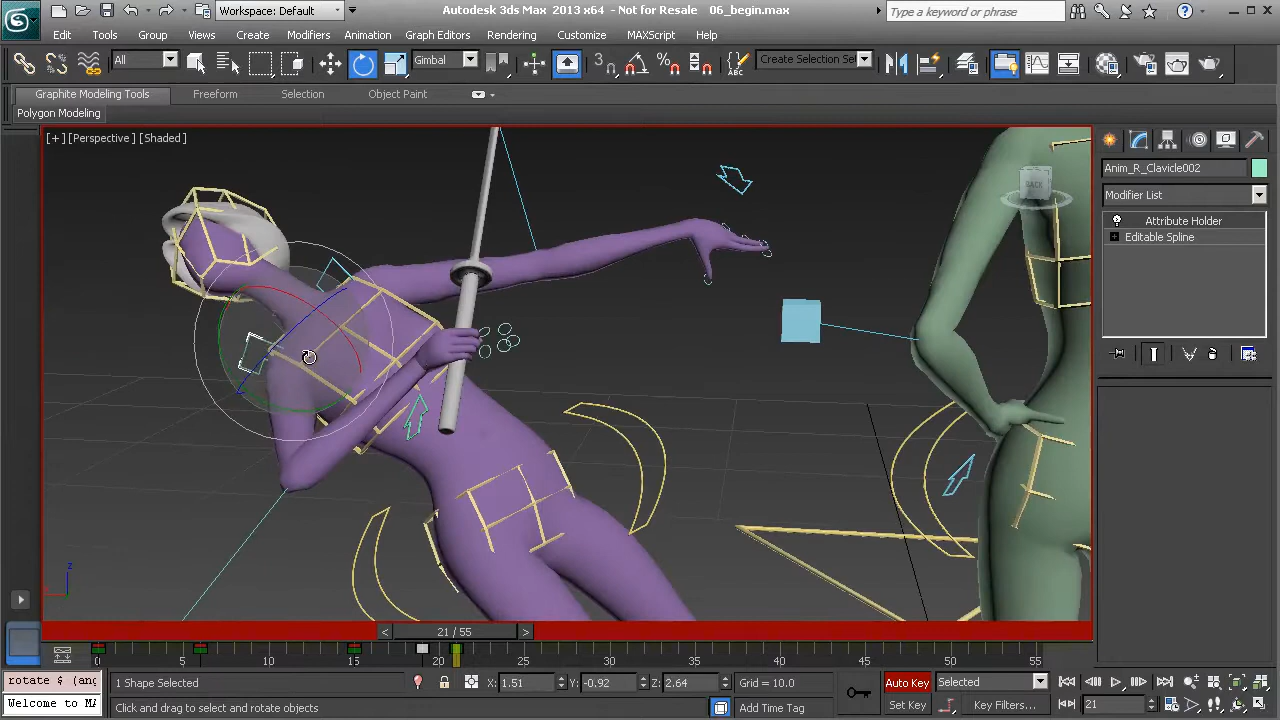 Workspace: Default
Autodesk 3ds Max 2013 x64 - Not for Resale 06_begin.max
Type a keyword or phrase
Edit Tools Group Views Create Modifiers Animation Graph Editors Rendering Customize MAXScript Help
All Gimbal 3 Create Selection Se
Graphite Modeling Tools Freeform Selection Object Paint
Polygon Modeling
[+] [Perspective] [Shaded]
Anim_R_Clavicle002
BACK
Modifier List
Attribute Holder
Editable Spline
z
< 21 / 55 >
0 5 10 15 20 25 30 35 40 45 50 55
rotate $ (ang 1 Shape Selected X: 1.51 Y: -0.92 Z: 2.64 Grid = 10.0 Auto Key Selected
Welcome to MA Click and drag to select and rotate objects Add Time Tag Set Key Key Filters... 21